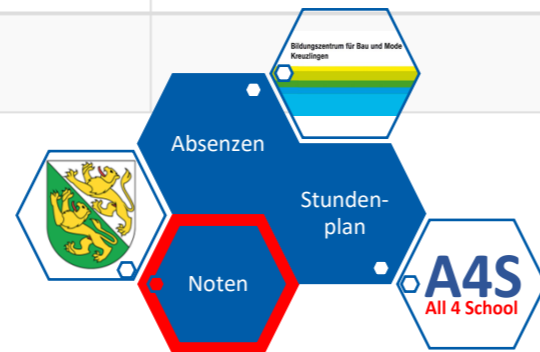 Bildungszentrum für Bau und Mode
Kreuzlingen
Absenzen
Stunden-
plan
Noten
A4S
All 4 School